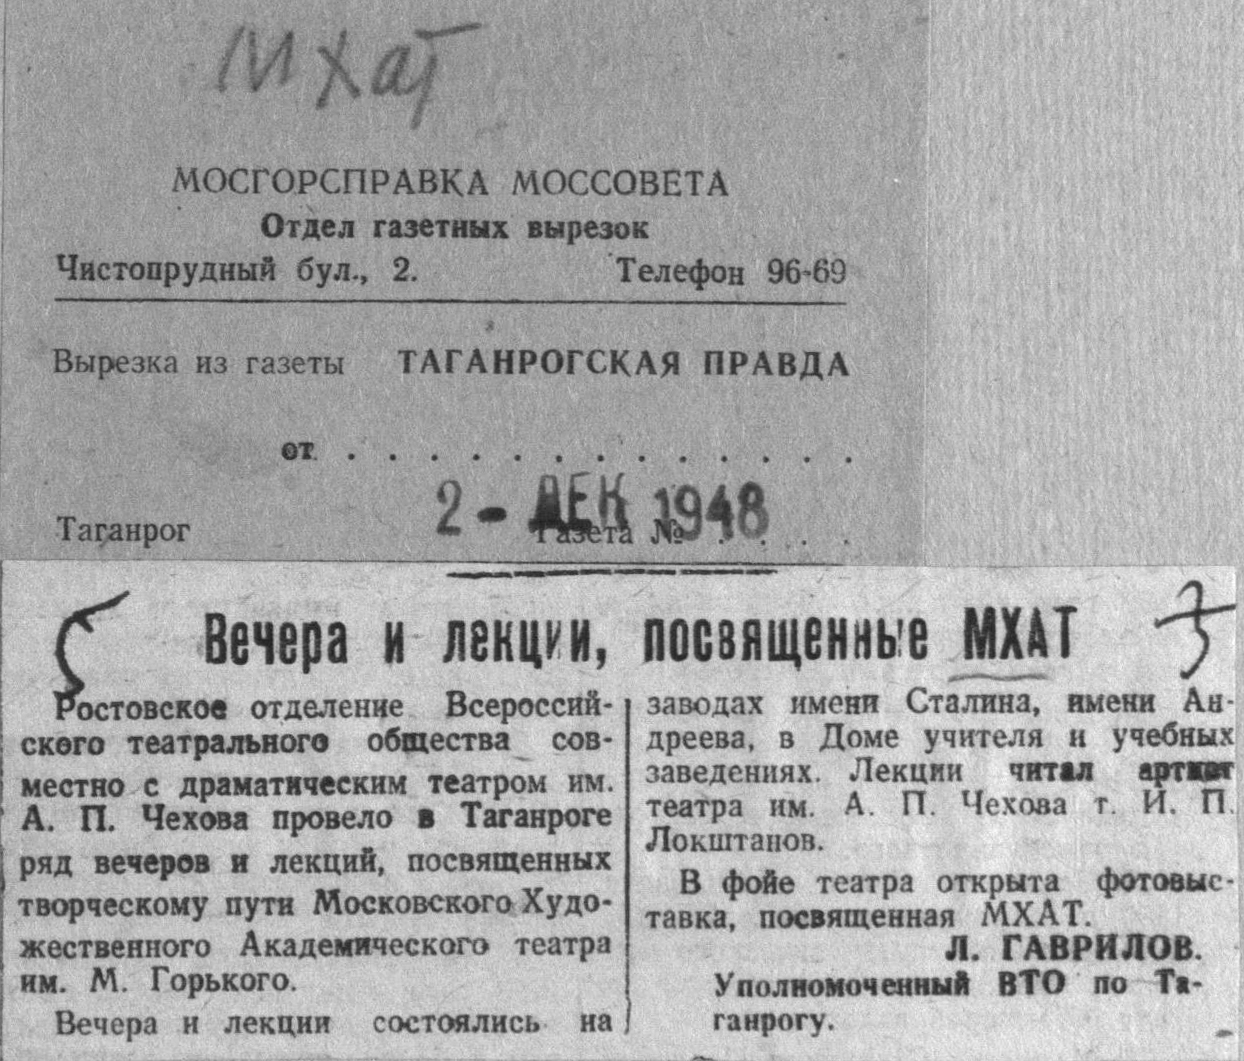 МХАТ
МОСГОРСПРАВКА МОССОВЕТА
Отдел газетных вырезок
Чистопрудный бул., 2. Телефон 96-69
Вырезка из газеты ТАГАНРОГСКАЯ ПРАВДА
от . . . . . . . . . . . . .
2 - ДЕК 1948
Таганрог Газета № . . . .
Вечера и лекции, посвященные МХАТ
Ростовское отделение Всероссий-
ского театрального общества сов-
местно с драматическим театром им.
А. П. Чехова провело в Таганроге
ряд вечеров и лекций, посвященных
творческому пути Московского Худо-
жественного Академического театра
им. М. Горького.
Вечера и лекции состоялись на
заводах имени Сталина, имени Ан-
дреева, в Доме учителя и учебных
заведениях. Лекции читал артист
театра им. А. П. Чехова т. И. П.
Локштанов.
В фойе театра открыта фотовыс-
тавка, посвященная МХАТ.
Л. ГАВРИЛОВ.
Уполномоченный ВТО по Та-
ганрогу.